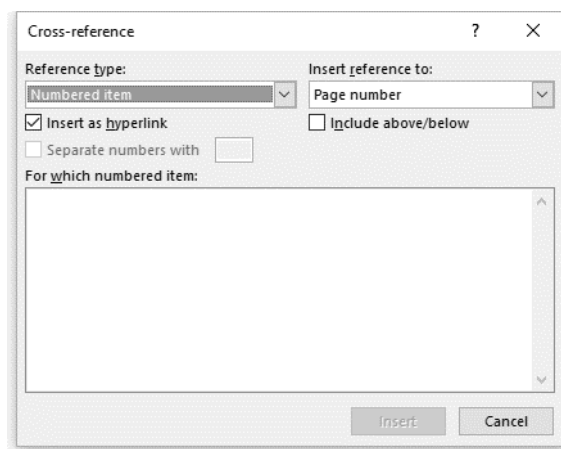 Cross-reference ? ×
Reference type: Insert reference to:
Numbered item Page number
Insert as hyperlink Include above/below
Separate numbers with
For which numbered item:
Insert Cancel